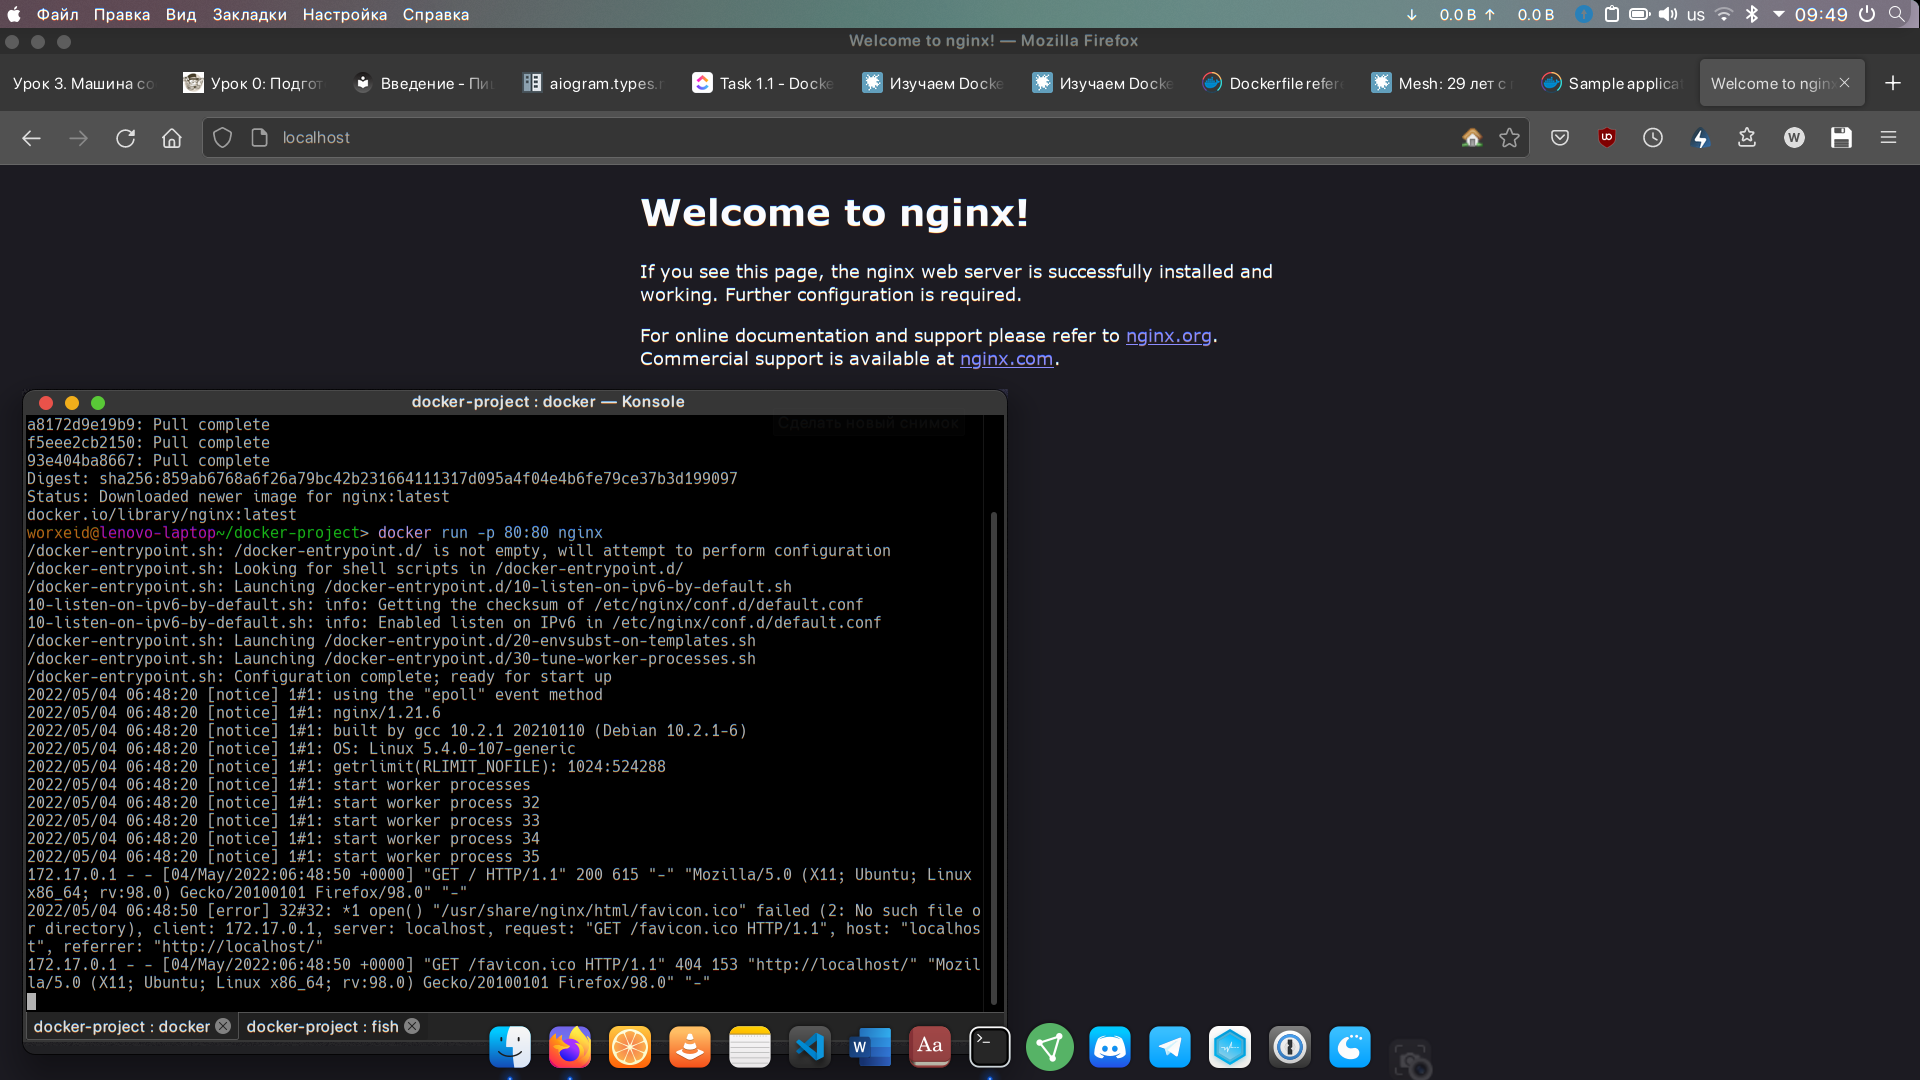 Файл Правка Вид Закладки Настройка Справка
↓ 0.0 B ↑ 0.0 B us 09:49
Welcome to nginx! — Mozilla Firefox
Урок 3. Машина со Урок 0: Подгот Введение - Пи aiogram.types.r Task 1.1 - Docke Изучаем Docke Изучаем Docke Dockerfile refer Mesh: 29 лет с Sample applica Welcome to nginx
localhost
Welcome to nginx!
If you see this page, the nginx web server is successfully installed and
working. Further configuration is required.
For online documentation and support please refer to nginx.org.
Commercial support is available at nginx.com.
docker-project : docker — Konsole
Сделать новый снимок
a8172d9e19b9: Pull complete
f5eee2cb2150: Pull complete
93e404ba8667: Pull complete
Digest: sha256:859ab6768a6f26a79bc42b231664111317d095a4f04e4b6fe79ce37b3d199097
Status: Downloaded newer image for nginx:latest
docker.io/library/nginx:latest
worxeid@lenovo-laptop~/docker-project> docker run -p 80:80 nginx
/docker-entrypoint.sh: /docker-entrypoint.d/ is not empty, will attempt to perform configuration
/docker-entrypoint.sh: Looking for shell scripts in /docker-entrypoint.d/
/docker-entrypoint.sh: Launching /docker-entrypoint.d/10-listen-on-ipv6-by-default.sh
10-listen-on-ipv6-by-default.sh: info: Getting the checksum of /etc/nginx/conf.d/default.conf
10-listen-on-ipv6-by-default.sh: info: Enabled listen on IPv6 in /etc/nginx/conf.d/default.conf
/docker-entrypoint.sh: Launching /docker-entrypoint.d/20-envsubst-on-templates.sh
/docker-entrypoint.sh: Launching /docker-entrypoint.d/30-tune-worker-processes.sh
/docker-entrypoint.sh: Configuration complete; ready for start up
2022/05/04 06:48:20 [notice] 1#1: using the "epoll" event method
2022/05/04 06:48:20 [notice] 1#1: nginx/1.21.6
2022/05/04 06:48:20 [notice] 1#1: built by gcc 10.2.1 20210110 (Debian 10.2.1-6)
2022/05/04 06:48:20 [notice] 1#1: OS: Linux 5.4.0-107-generic
2022/05/04 06:48:20 [notice] 1#1: getrlimit(RLIMIT_NOFILE): 1024:524288
2022/05/04 06:48:20 [notice] 1#1: start worker processes
2022/05/04 06:48:20 [notice] 1#1: start worker process 32
2022/05/04 06:48:20 [notice] 1#1: start worker process 33
2022/05/04 06:48:20 [notice] 1#1: start worker process 34
2022/05/04 06:48:20 [notice] 1#1: start worker process 35
172.17.0.1 - - [04/May/2022:06:48:50 +0000] "GET / HTTP/1.1" 200 615 "-" "Mozilla/5.0 (X11; Ubuntu; Linux
x86_64; rv:98.0) Gecko/20100101 Firefox/98.0" "-"
2022/05/04 06:48:50 [error] 32#32: *1 open() "/usr/share/nginx/html/favicon.ico" failed (2: No such file o
r directory), client: 172.17.0.1, server: localhost, request: "GET /favicon.ico HTTP/1.1", host: "localhos
t", referrer: "http://localhost/"
172.17.0.1 - - [04/May/2022:06:48:50 +0000] "GET /favicon.ico HTTP/1.1" 404 153 "http://localhost/" "Mozil
la/5.0 (X11; Ubuntu; Linux x86_64; rv:98.0) Gecko/20100101 Firefox/98.0" "-"
docker-project : docker docker-project : fish
W Aa >_